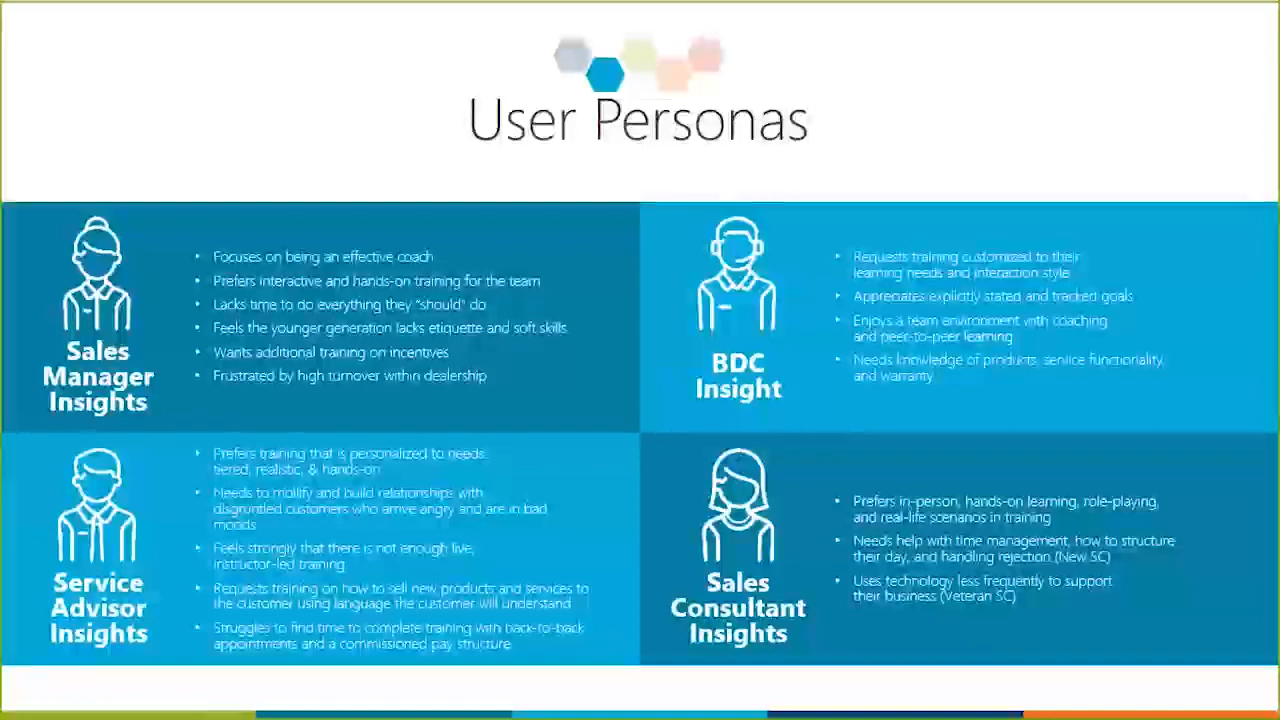 User Personas
Sales
Manager
Insights
• Focuses on being an effective coach
• Prefers interactive and hands-on training for the team
• Lacks time to do everything they "should" do
• Feels the younger generation lacks etiquette and soft skills
• Wants additional training on incentives
• Frustrated by high turnover within dealership
BDC
Insight
• Requests training customized to their
learning needs and interaction style
• Appreciates explicitly stated and tracked goals
• Enjoys a team environment with coaching
and peer-to-peer learning
• Needs knowledge of products, service functionality,
and warranty
Service
Advisor
Insights
• Prefers training that is personalized to needs:
tiered, realistic, & hands-on
• Needs to mollify and build relationships with
disgruntled customers who arrive angry and are in bad
moods
• Feels strongly that there is not enough live,
instructor-led training
• Requests training on how to sell new products and services to
the customer using language the customer will understand
• Struggles to find time to complete training with back-to-back
appointments and a commissioned pay structure
Sales
Consultant
Insights
• Prefers in-person, hands-on learning, role-playing,
and real-life scenarios in training
• Needs help with time management, how to structure
their day, and handling rejection (New SC)
• Uses technology less frequently to support
their business (Veteran SC)